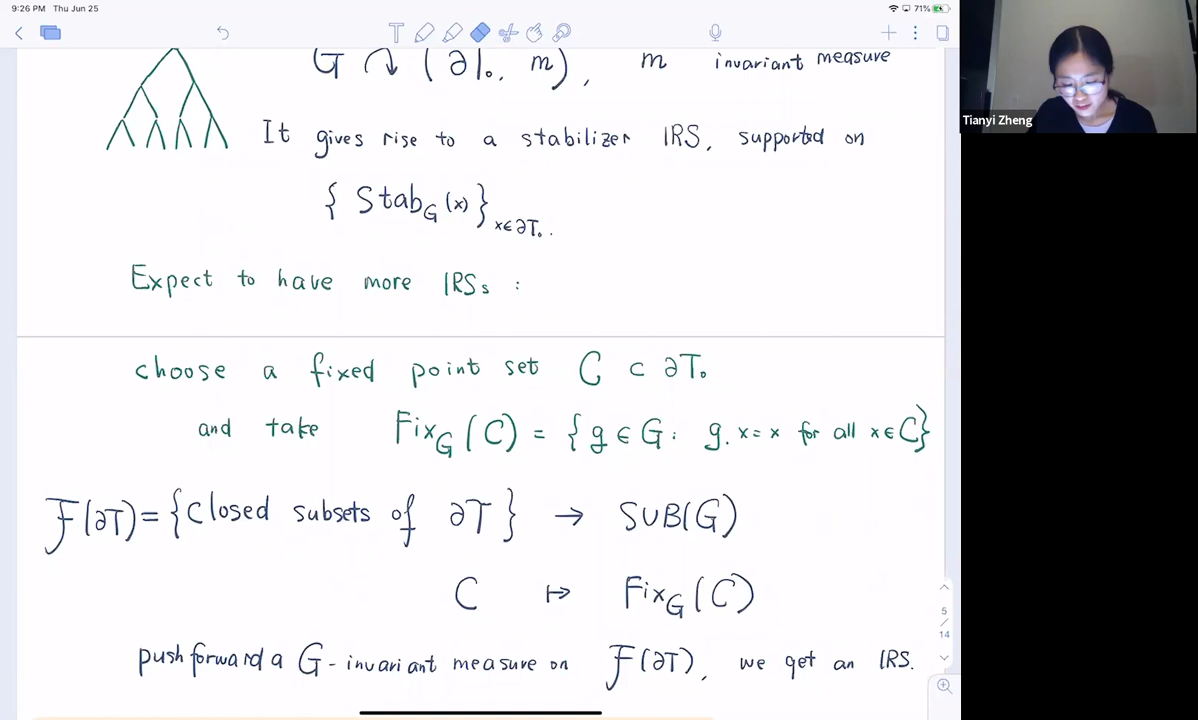 9:26 PM Thu Jun 25
71%
G ↷ (∂T₀, m), m invariant measure
It gives rise to a stabilizer IRS, supported on
{ Stab_G(x) }_{x∈∂T₀}.
Expect to have more IRSs :
choose a fixed point set C ⊂ ∂T₀
and take Fix_G(C) = {g ∈ G : g.x=x for all x∈C}
F(∂T) = {closed subsets of ∂T} → SUB(G)
C ↦ Fix_G(C)
push forward a G-invariant measure on F(∂T), we get an IRS.
5
/
14
Tianyi Zheng